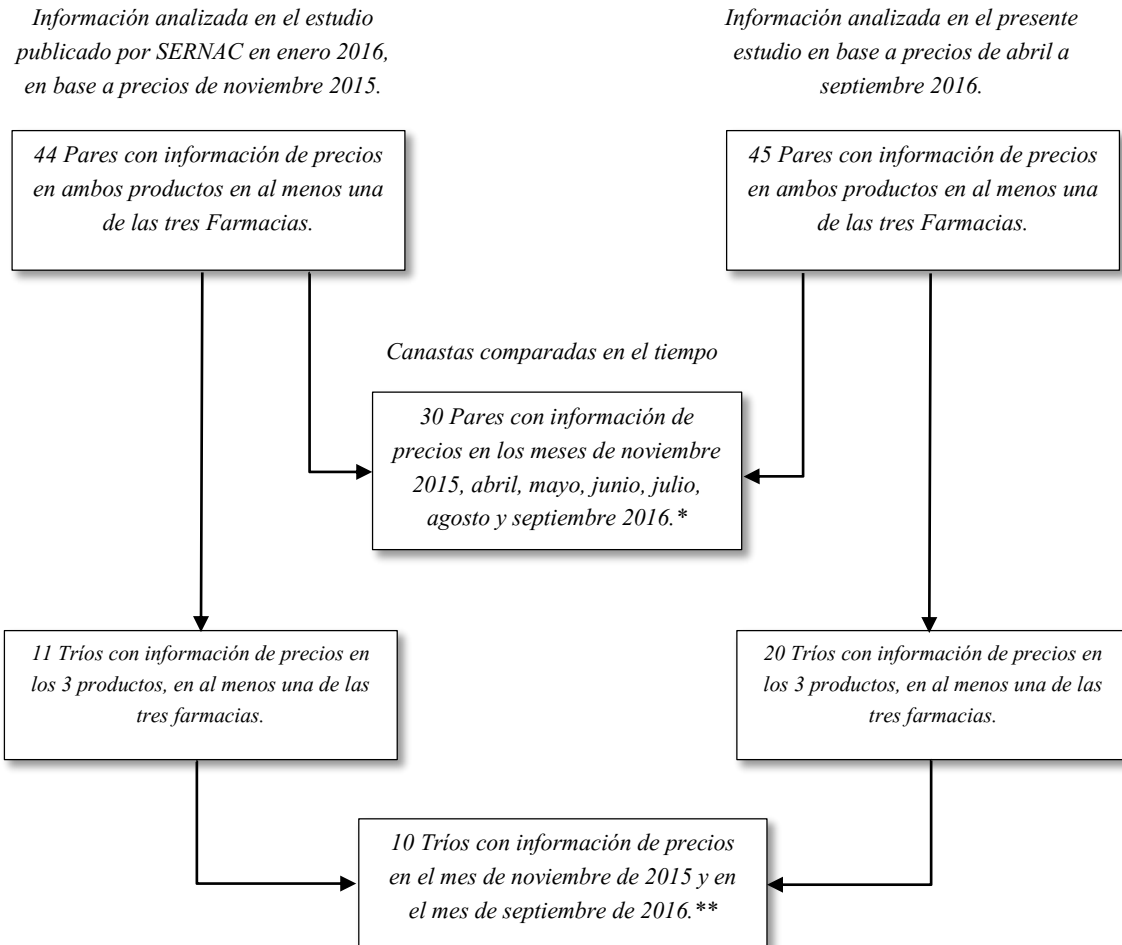 Información analizada en el estudio
publicado por SERNAC en enero 2016,
en base a precios de noviembre 2015.
Información analizada en el presente
estudio en base a precios de abril a
septiembre 2016.
44 Pares con información de precios
en ambos productos en al menos una
de las tres Farmacias.
45 Pares con información de precios
en ambos productos en al menos una
de las tres Farmacias.
Canastas comparadas en el tiempo
30 Pares con información de
precios en los meses de noviembre
2015, abril, mayo, junio, julio,
agosto y septiembre 2016.*
11 Tríos con información de precios en
los 3 productos, en al menos una de las
tres farmacias.
20 Tríos con información de precios en
los 3 productos, en al menos una de las
tres farmacias.
10 Tríos con información de precios
en el mes de noviembre de 2015 y en
el mes de septiembre de 2016.**